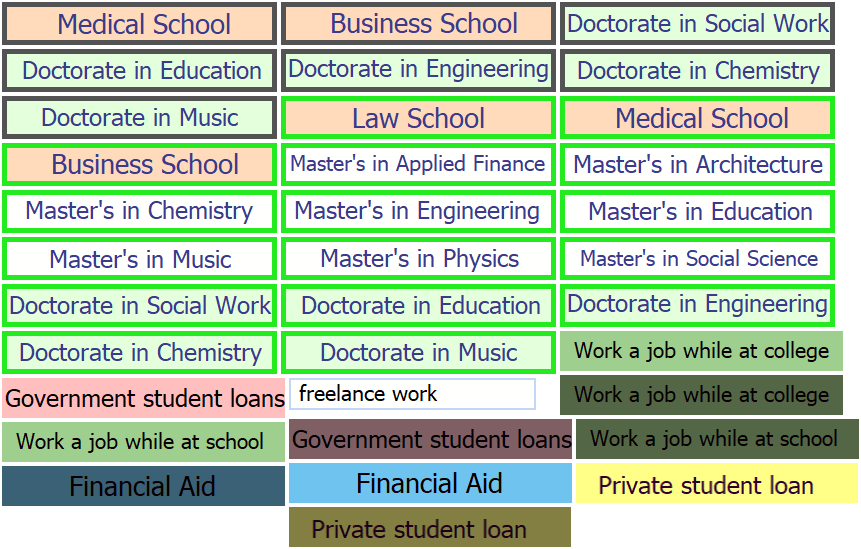 Medical School
Business School
Doctorate in Social Work
Doctorate in Education
Doctorate in Engineering
Doctorate in Chemistry
Doctorate in Music
Law School
Medical School
Business School
Master's in Applied Finance
Master's in Architecture
Master's in Chemistry
Master's in Engineering
Master's in Education
Master's in Music
Master's in Physics
Master's in Social Science
Doctorate in Social Work
Doctorate in Education
Doctorate in Engineering
Doctorate in Chemistry
Doctorate in Music
Work a job while at college
Government student loans
freelance work
Work a job while at college
Work a job while at school
Government student loans
Work a job while at school
Financial Aid
Financial Aid
Private student loan
Private student loan